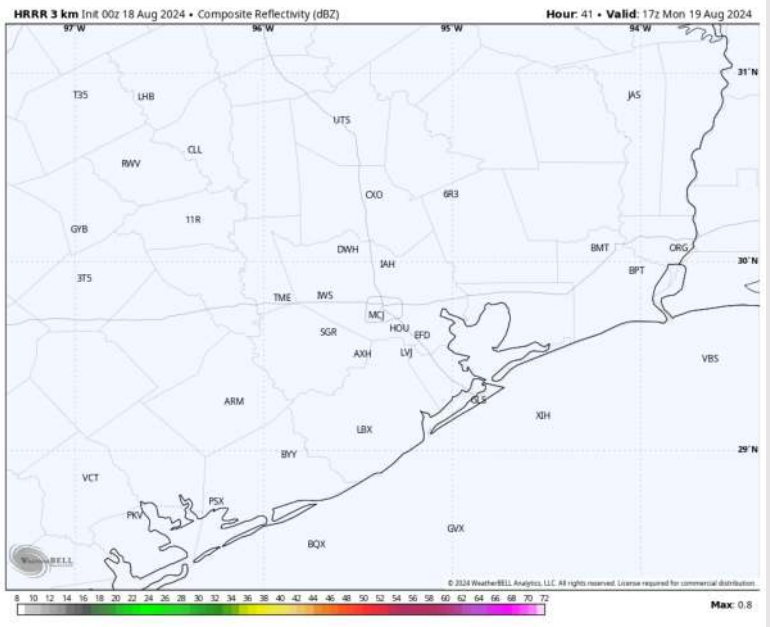 HRRR 3 km Init 00z 18 Aug 2024 • Composite Reflectivity (dBZ) Hour: 41 • Valid: 17z Mon 19 Aug 2024
97°W 96°W 95°W 94°W
31°N
T35 LHB JAS
UTS
CLL
RWV
CXO 6R3
11R
GYB
DWH BMT ORG
IAH 30°N
3T5 BPT
TME IWS
MCJ
SGR HOU EFD
AXH LVJ
VBS
ARM GLS
XIH
LBX
BYY 29°N
VCT
PSX
PKV
GVX
BQX
WeatherBELL
© 2024 WeatherBELL Analytics, LLC. All rights reserved. License required for commercial distribution.
8 10 12 14 16 18 20 22 24 26 28 30 32 34 36 38 40 42 44 46 48 50 52 54 56 58 60 62 64 66 68 70 72
Max: 0.8